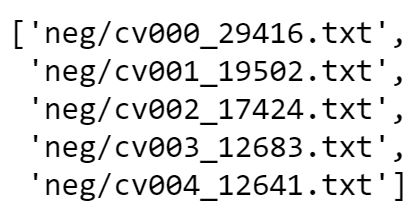 ['neg/cv000_29416.txt',
'neg/cv001_19502.txt',
'neg/cv002_17424.txt',
'neg/cv003_12683.txt',
'neg/cv004_12641.txt']